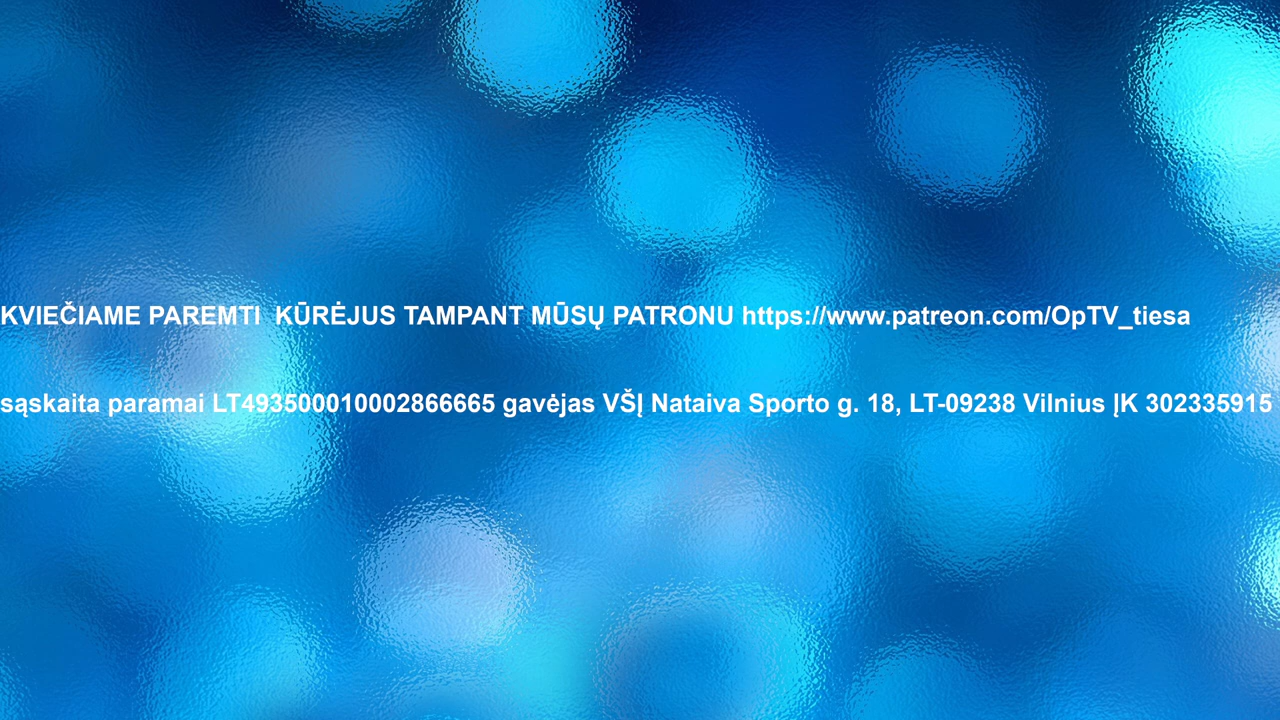 KVIEČIAME PAREMTI  KŪRĖJUS TAMPANT MŪSŲ PATRONU https://www.patreon.com/OpTV_tiesa
sąskaita paramai LT493500010002866665 gavėjas VŠĮ Nataiva Sporto g. 18, LT-09238 Vilnius ĮK 302335915